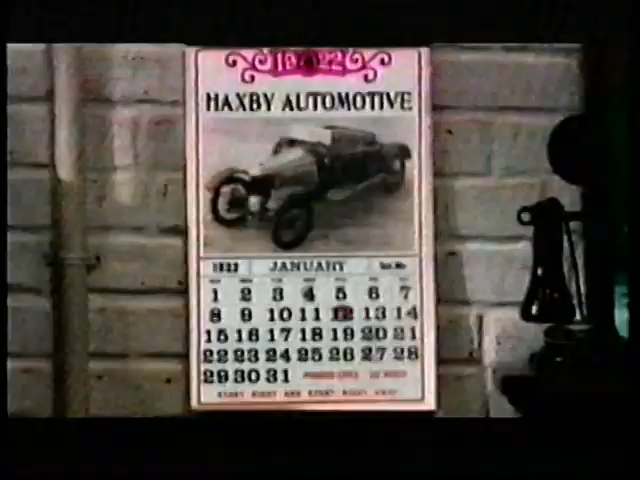 1922
HAXBY AUTOMOTIVE
1922 JANUARY
1 2 3 4 5 6 7
8 9 10 11 12 13 14
15 16 17 18 19 20 21
22 23 24 25 26 27 28
29 30 31